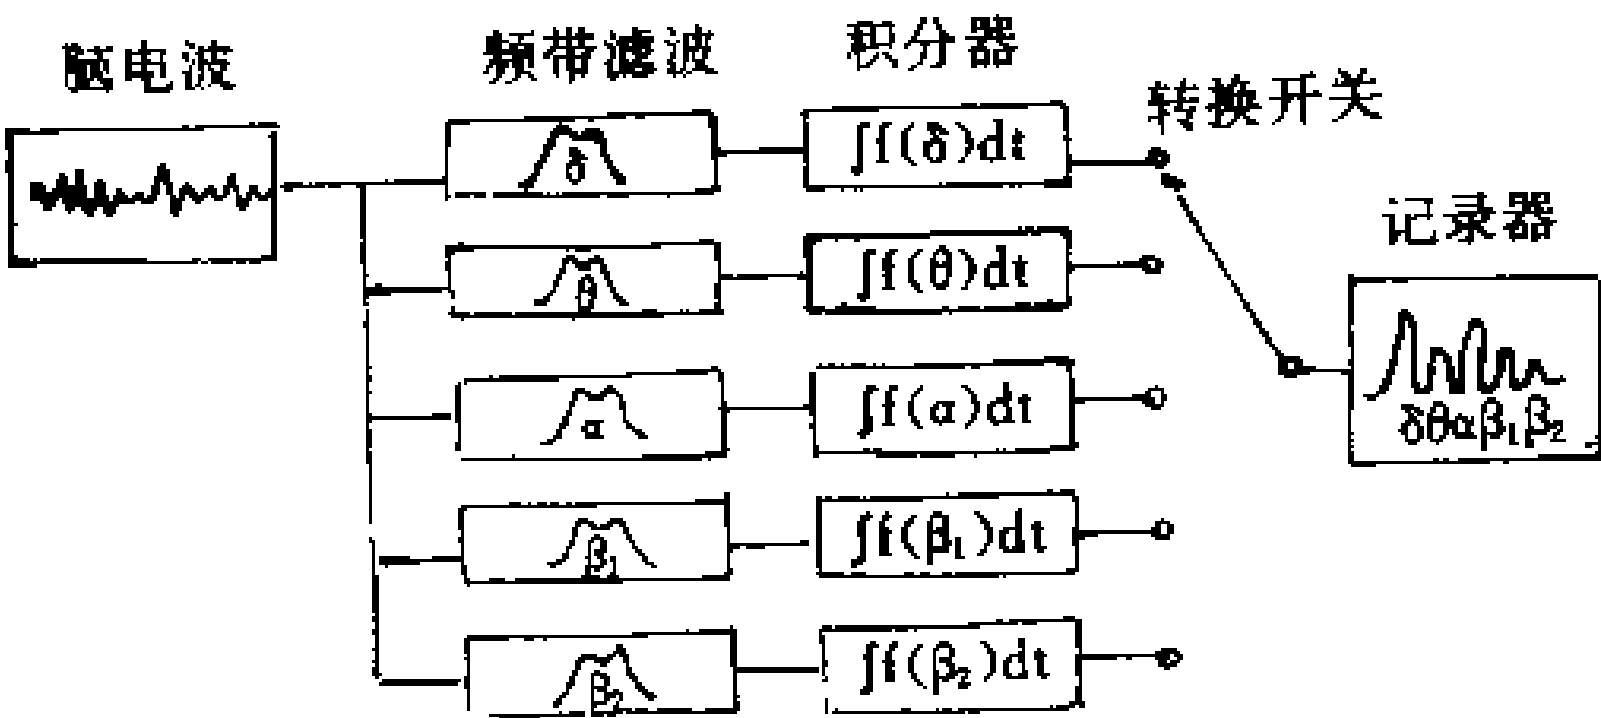 脑电波
频带滤波
积分器
转换开关
记录器
δ
∫f(δ)dt
θ
∫f(θ)dt
α
∫f(α)dt
β₁
∫f(β₁)dt
β₂
∫f(β₂)dt
δθαβ₁β₂